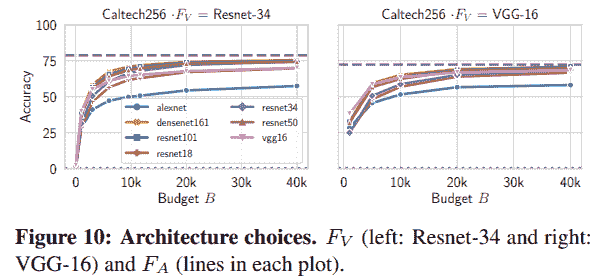 Caltech256 ·F_V = Resnet-34
Caltech256 ·F_V = VGG-16
100
75
50
25
0
Accuracy
alexnet
densenet161
resnet101
resnet18
resnet34
resnet50
vgg16
0 10k 20k 30k 40k
0 10k 20k 30k 40k
Budget B
Budget B
Figure 10: Architecture choices. F_V (left: Resnet-34 and right:
VGG-16) and F_A (lines in each plot).